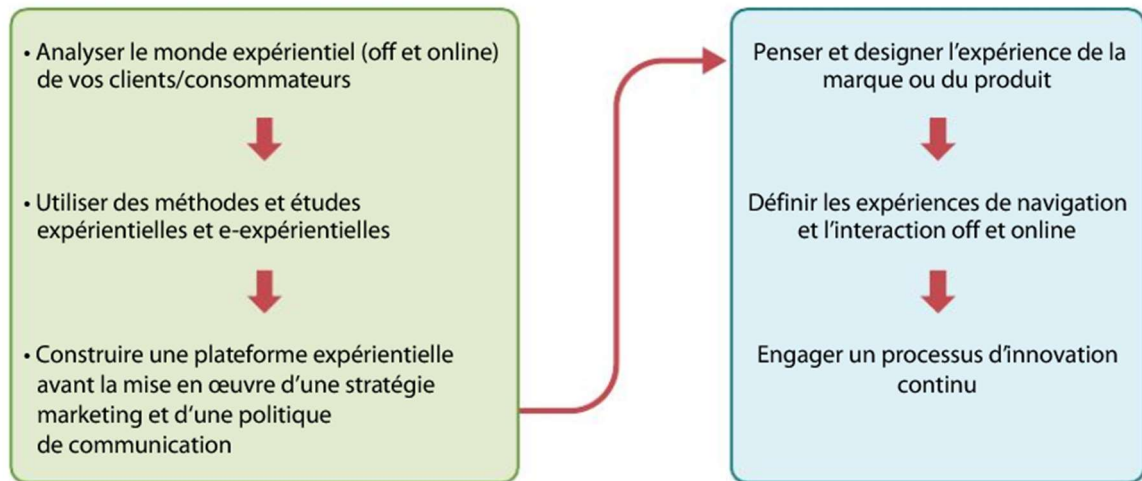 • Analyser le monde expérientiel (off et online)
de vos clients/consommateurs
• Utiliser des méthodes et études
expérientielles et e-expérientielles
• Construire une plateforme expérientielle
avant la mise en œuvre d’une stratégie
marketing et d‘une politique
de communication
Penser et designer l’expérience de la
marque ou du produit
Définir les expériences de navigation
et l’interaction off et online
Engager un processus d’innovation
continu